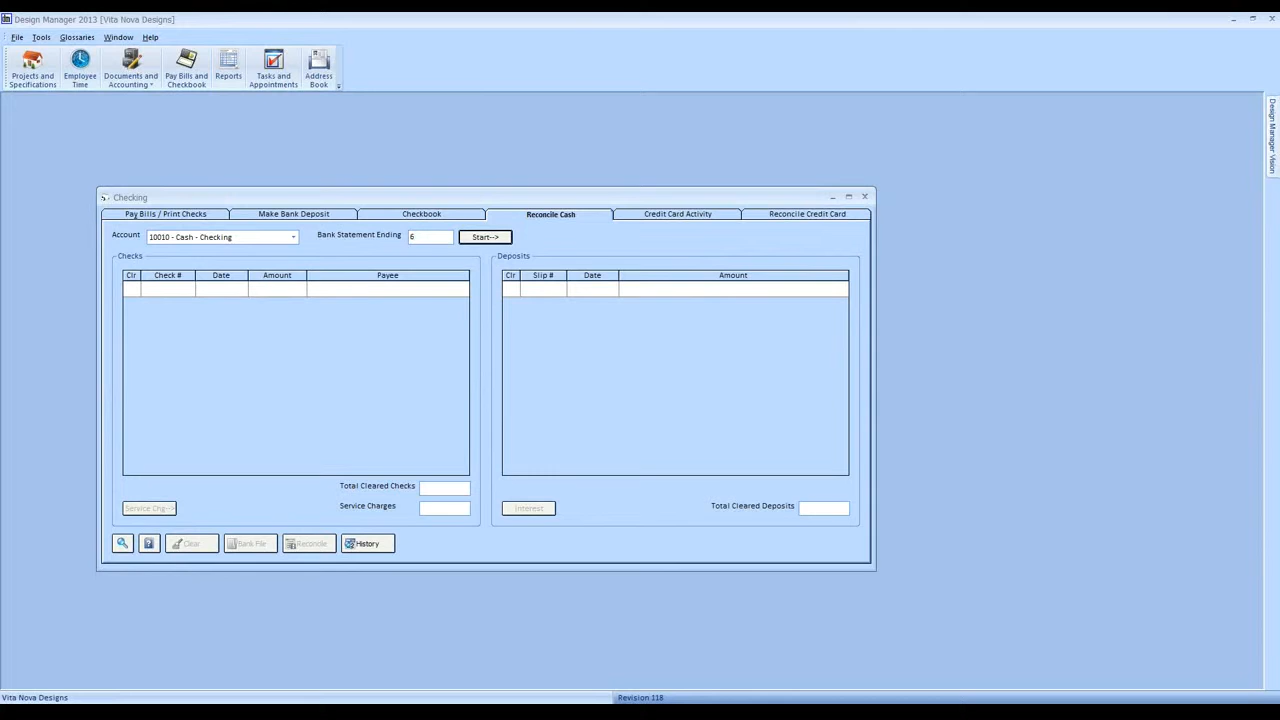 Design Manager 2013 [Vita Nova Designs]
File Tools Glossaries Window Help
Projects and Specifications
Employee Time
Documents and Accounting
Pay Bills and Checkbook
Reports
Tasks and Appointments
Address Book
Design Manager Vision
Checking
Pay Bills / Print Checks Make Bank Deposit Checkbook Reconcile Cash Credit Card Activity Reconcile Credit Card
Account 10010 - Cash - Checking Bank Statement Ending 6 Start-->
Checks
Clr Check # Date Amount Payee
Deposits
Clr Slip # Date Amount
Total Cleared Checks
Service Chg--> Service Charges
Interest Total Cleared Deposits
Clear Bank File Reconcile History
Vita Nova Designs Revision 118